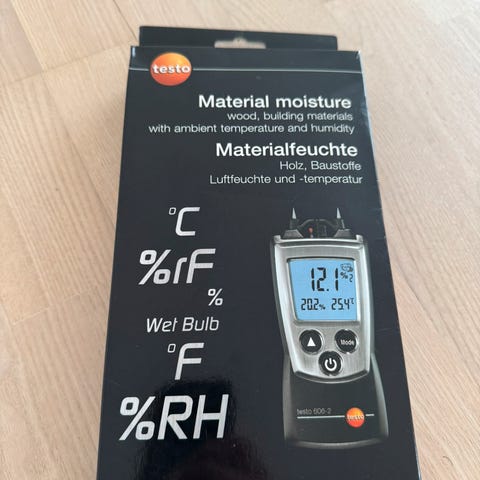 testo
Material moisture
wood, building materials
with ambient temperature and humidity
Materialfeuchte
Holz, Baustoffe
Luftfeuchte und -temperatur
°C
%rF
%
Wet Bulb
°F
%RH
12.1 %2
20.2% 25.4°C
Mode
testo 606-2
testo